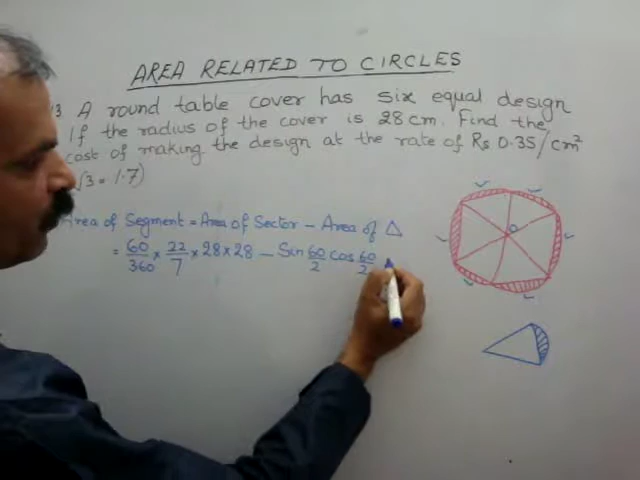 AREA RELATED TO CIRCLES
13 A round table cover has six equal design
If the radius of the cover is 28 cm. Find the
cost of making the design at the rate of Rs 0.35/cm²
√3 = 1.7)
Area of Segment = Area of Sector - Area of △
= 60/360 × 22/7 × 28 × 28 - Sin 60/2 cos 60/2
O